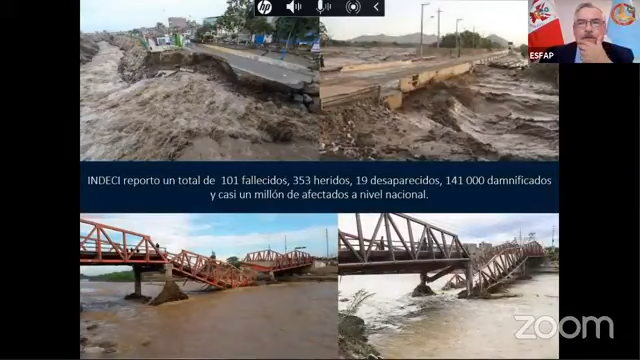 hp
ESFAP
INDECI reporto un total de 101 fallecidos, 353 heridos, 19 desaparecidos, 141 000 damnificados
y casi un millón de afectados a nivel nacional.
zoom